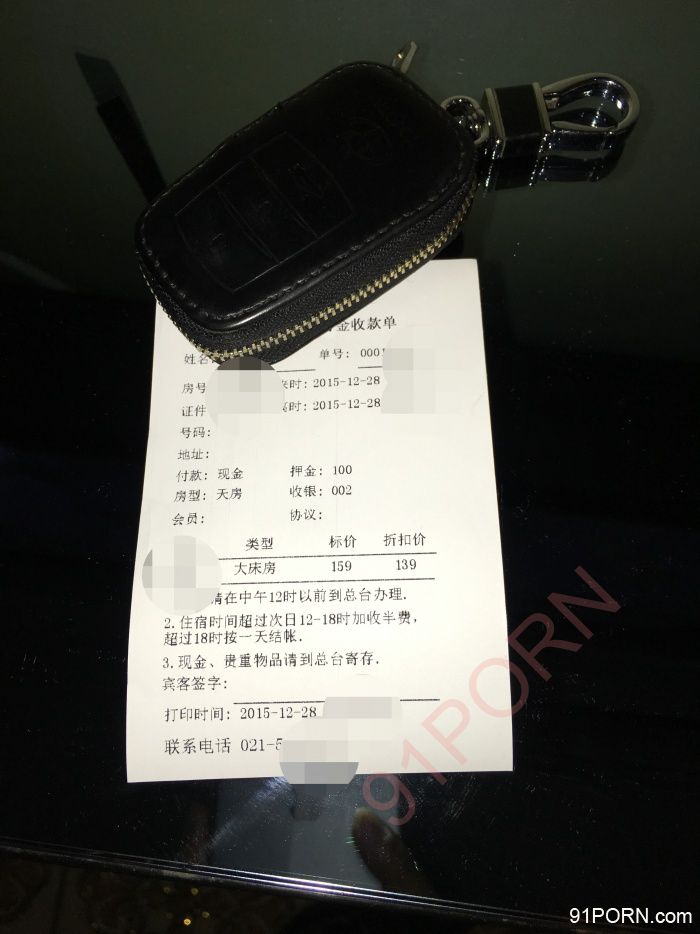 金收款单
姓名 单号: 0001
房号 来时: 2015-12-28
证件 时: 2015-12-28
号码:
地址:
付款: 现金 押金: 100
房型: 天房 收银: 002
会员: 协议:
类型 标价 折扣价
大床房 159 139
请在中午12时以前到总台办理.
2.住宿时间超过次日12-18时加收半费,
超过18时按一天结帐.
3.现金、贵重物品请到总台寄存.
宾客签字:
打印时间: 2015-12-28
联系电话 021-5
91PORN
91PORN.COM